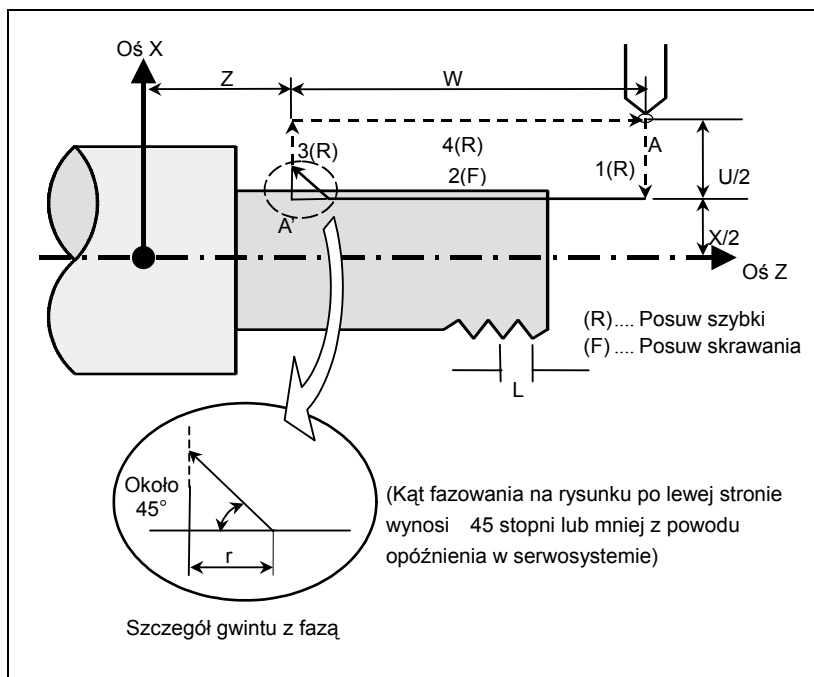 Oś X
Z
W
3(R)
4(R)
A
1(R)
U/2
2(F)
A'
X/2
Oś Z
(R).... Posuw szybki
(F) .... Posuw skrawania
L
Około
45°
r
(Kąt fazowania na rysunku po lewej stronie
wynosi 45 stopni lub mniej z powodu
opóźnienia w serwosystemie)
Szczegół gwintu z fazą